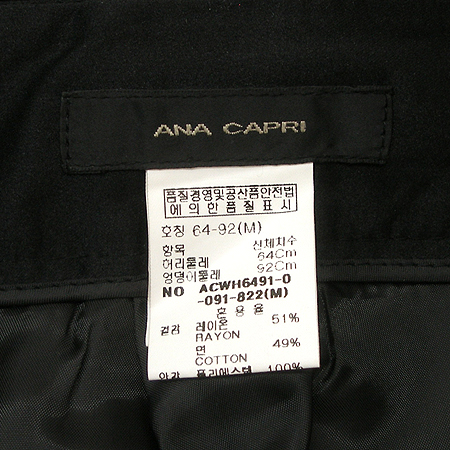 ANA CAPRI
품질경영및공산품안전법
에 의한 품질 표시
호칭 64-92(M)
항목 신체치수
허리둘레 64Cm
엉덩이둘레 92Cm
NO ACWH6491-0
-091-822(M)
혼 용 율
겉감 레이온 51%
RAYON
면 49%
COTTON
안감 폴리에스텔 100%